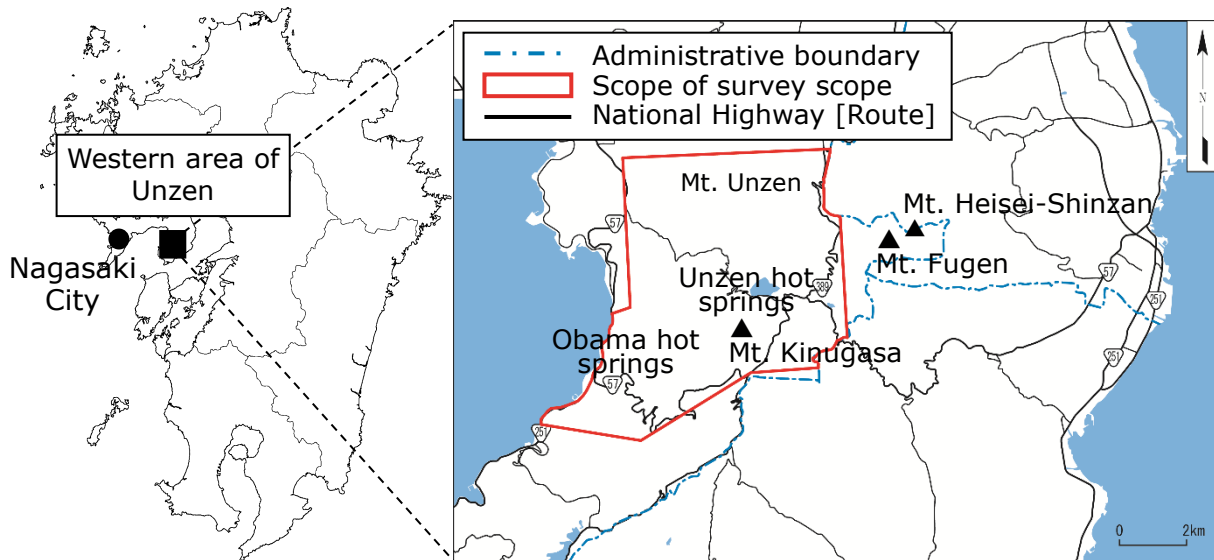 Western area of
Unzen
Nagasaki
City
Administrative boundary
Scope of survey scope
National Highway [Route]
N
Mt. Unzen
57
Mt. Heisei-Shinzan
Mt. Fugen
Unzen hot
springs
389
57
251
Obama hot
springs
Mt. Kinugasa
251
57
251
0 2km